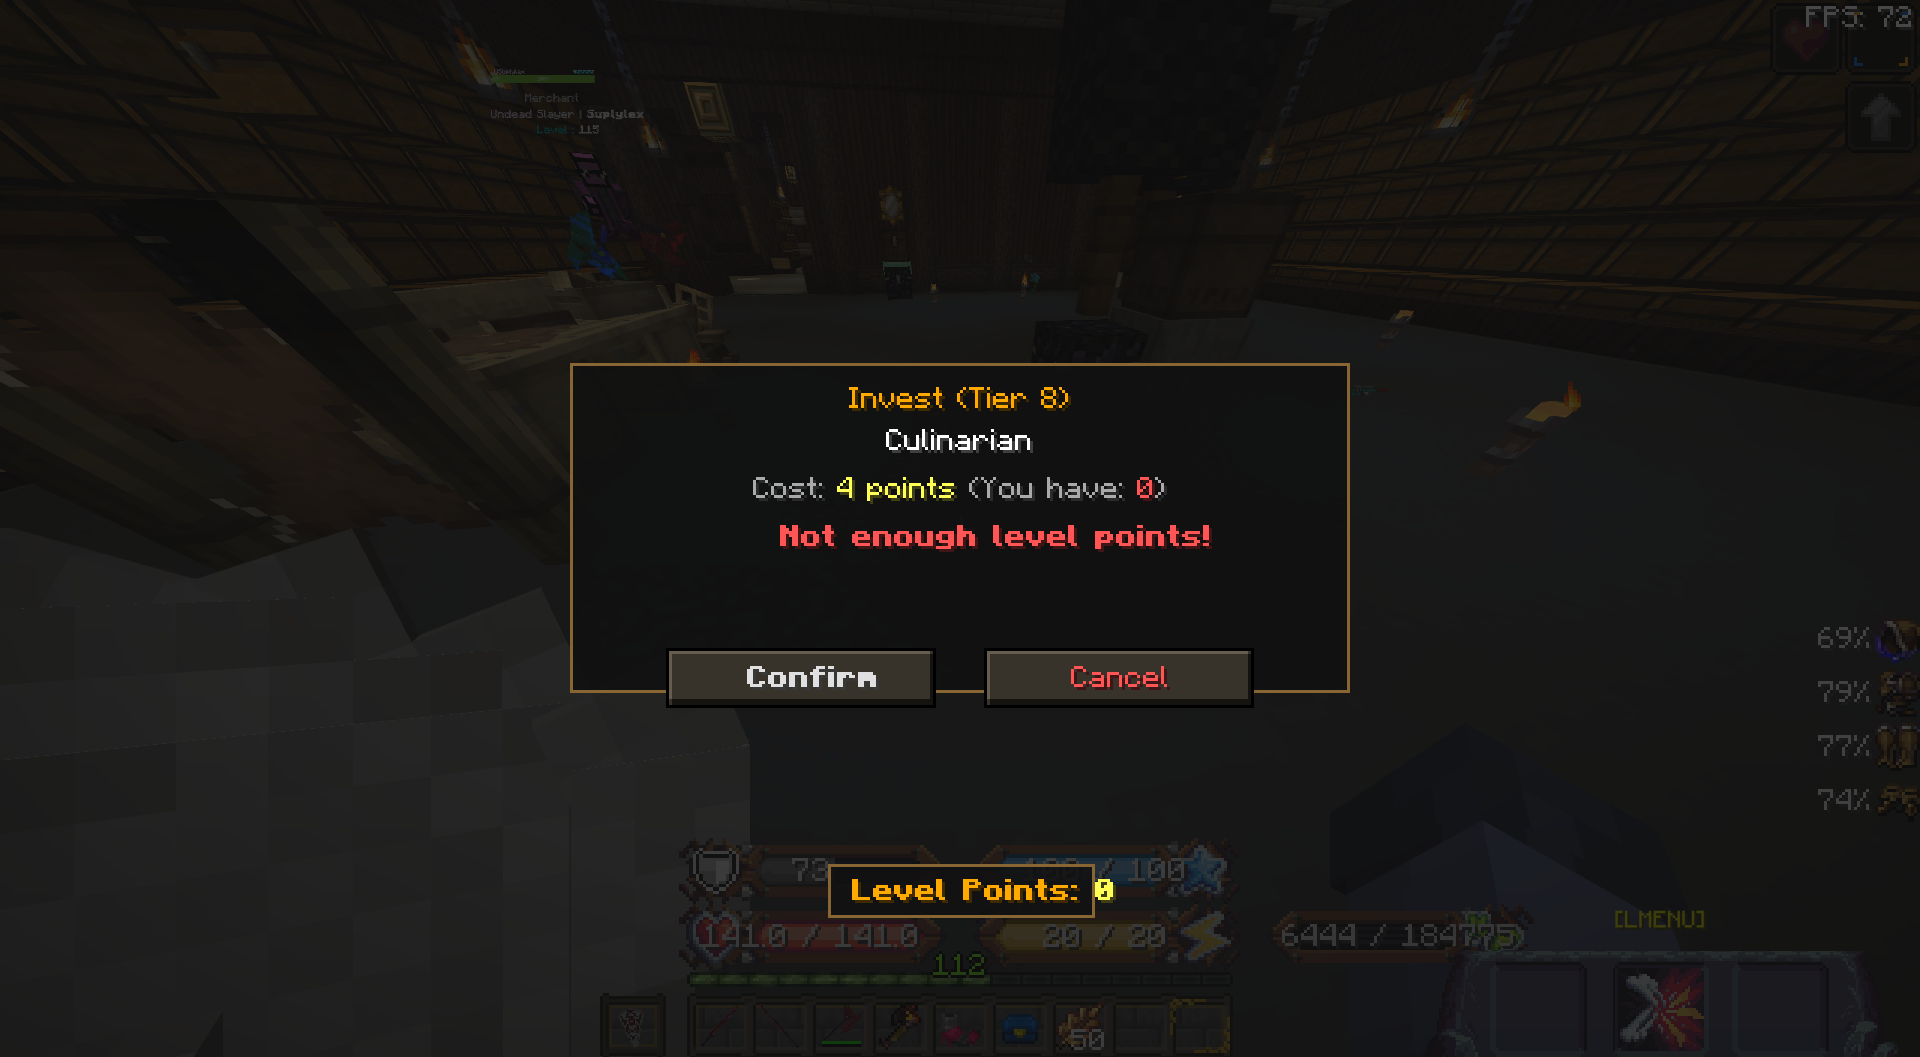 FPS: 72
Merchant
Undead Slayer | Suplylex
Level : 115
Invest (Tier 8)
Culinarian
Cost: 4 points (You have: 0)
Not enough level points!
Confirm
Cancel
69%
79%
77%
74%
73
/ 100
Level Points: 0
141.0 / 141.0
20 / 20
6444 / 184775
[LMENU]
112
50